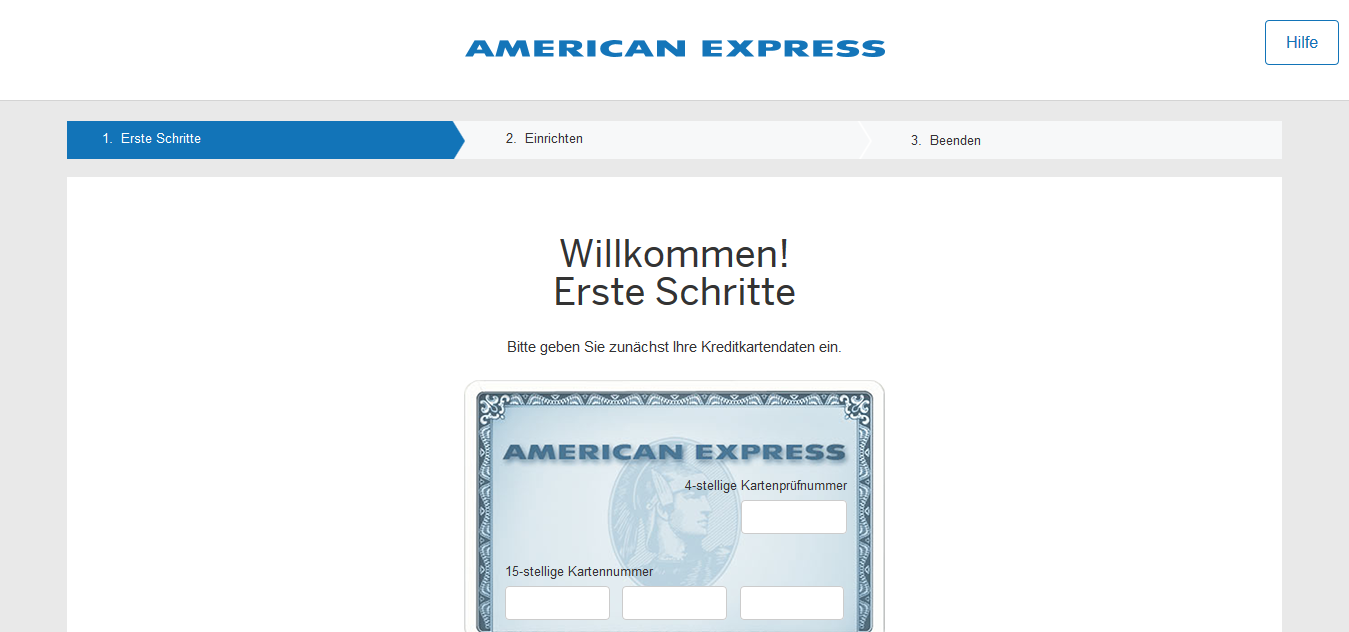 AMERICAN EXPRESS
Hilfe
1. Erste Schritte
2. Einrichten
3. Beenden
Willkommen!
Erste Schritte
Bitte geben Sie zunächst Ihre Kreditkartendaten ein.
AMERICAN EXPRESS
4-stellige Kartenprüfnummer
15-stellige Kartennummer